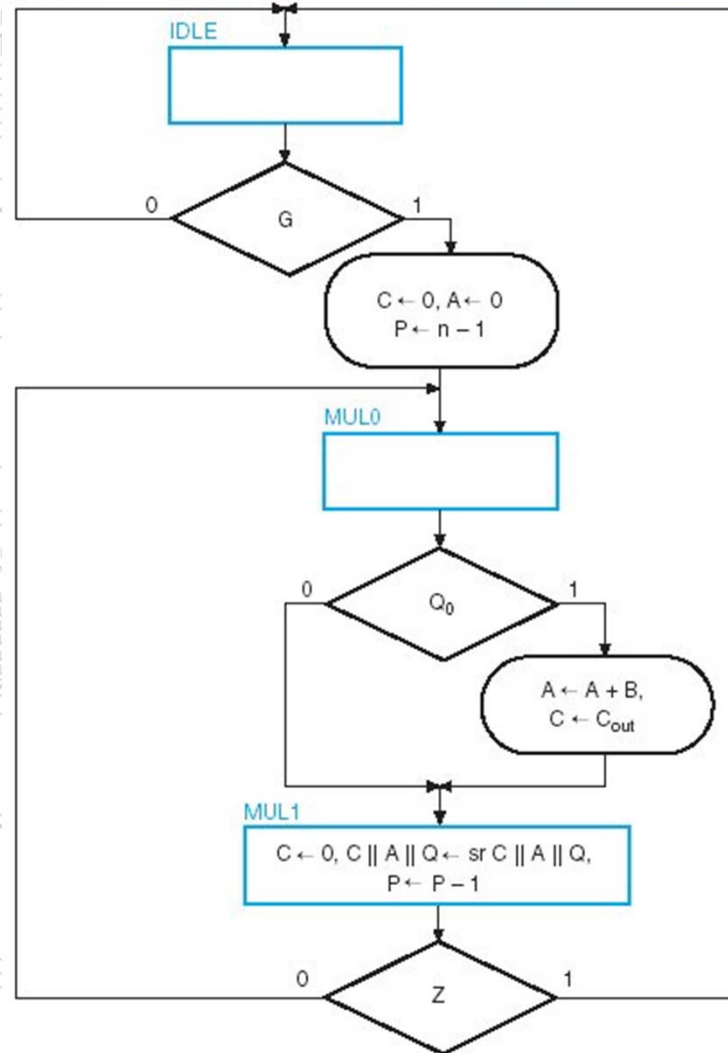 IDLE
0
G
1
C ← 0, A ← 0
P ← n – 1
MUL0
0
Q₀
1
A ← A + B,
C ← Cout
MUL1
C ← 0, C || A || Q ← sr C || A || Q,
P ← P – 1
0
Z
1